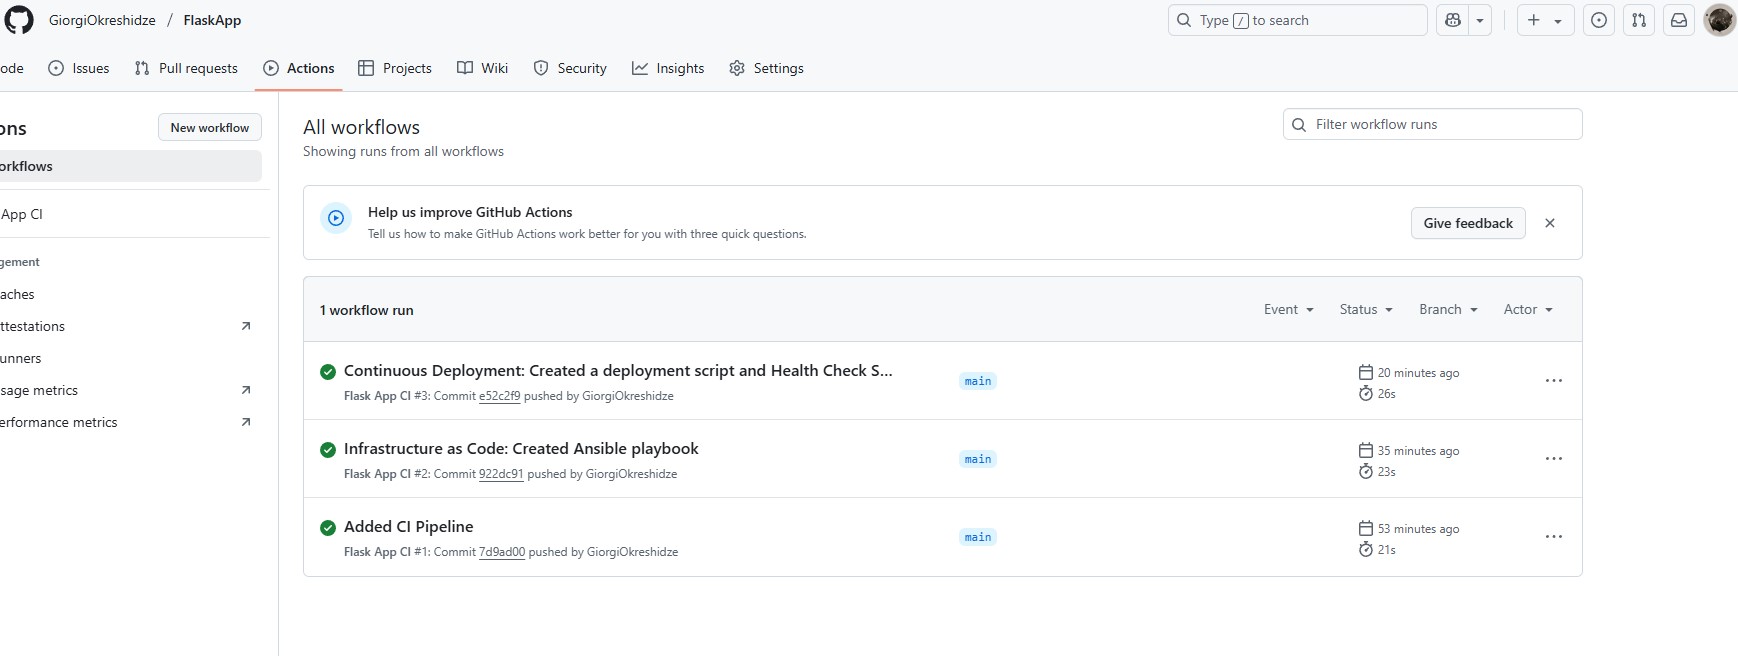 GiorgiOkreshidze / FlaskApp
Type / to search
ode Issues Pull requests Actions Projects Wiki Security Insights Settings
ons
New workflow
orkflows
App CI
gement
aches
ttestations
unners
sage metrics
erformance metrics
All workflows
Showing runs from all workflows
Filter workflow runs
Help us improve GitHub Actions
Tell us how to make GitHub Actions work better for you with three quick questions.
Give feedback
1 workflow run
Event Status Branch Actor
Continuous Deployment: Created a deployment script and Health Check S...
Flask App CI #3: Commit e52c2f9 pushed by GiorgiOkreshidze
main
20 minutes ago
26s
Infrastructure as Code: Created Ansible playbook
Flask App CI #2: Commit 922dc91 pushed by GiorgiOkreshidze
main
35 minutes ago
23s
Added CI Pipeline
Flask App CI #1: Commit 7d9ad00 pushed by GiorgiOkreshidze
main
53 minutes ago
21s